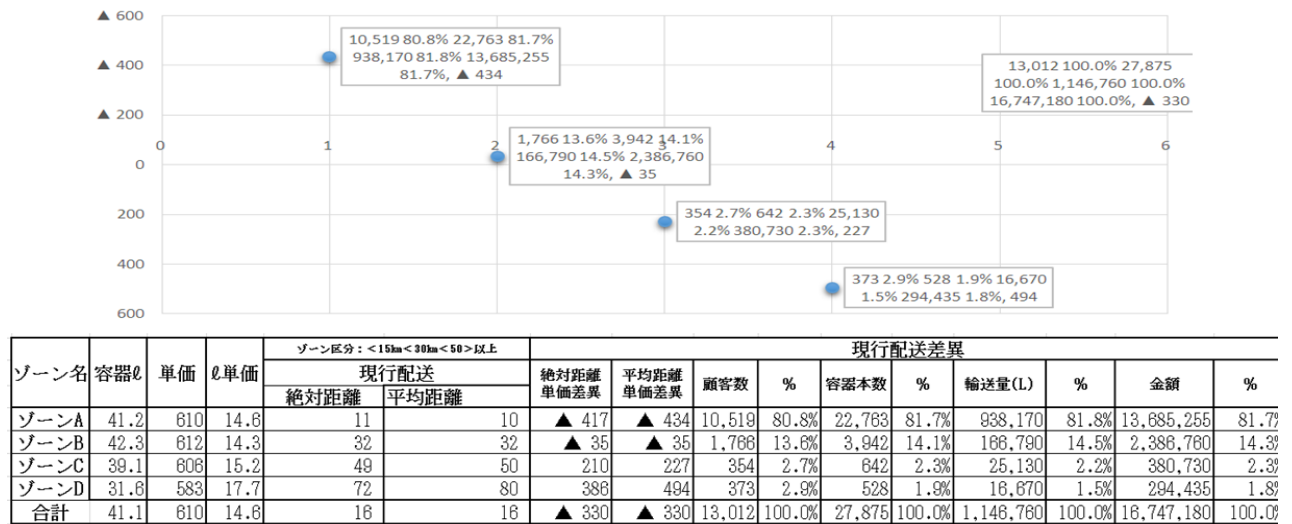 ▲ 600
▲ 400
▲ 200
0
200
400
600
0 1 2 3 4 5 6
10,519 80.8% 22,763 81.7%
938,170 81.8% 13,685,255
81.7%, ▲ 434
13,012 100.0% 27,875
100.0% 1,146,760 100.0%
16,747,180 100.0%, ▲ 330
1,766 13.6% 3,942 14.1%
166,790 14.5% 2,386,760
14.3%, ▲ 35
354 2.7% 642 2.3% 25,130
2.2% 380,730 2.3%, 227
373 2.9% 528 1.9% 16,670
1.5% 294,435 1.8%, 494
ゾーン区分：<15km<30km<50>以上 現行配送差異
ゾーン名 容器ℓ 単価 ℓ単価 現行配送 絶対距離単価差異 平均距離単価差異 顧客数 % 容器本数 % 輸送量(L) % 金額 %
絶対距離 平均距離
ゾーンA 41.2 610 14.6 11 10 ▲ 417 ▲ 434 10,519 80.8% 22,763 81.7% 938,170 81.8% 13,685,255 81.7%
ゾーンB 42.3 612 14.3 32 32 ▲ 35 ▲ 35 1,766 13.6% 3,942 14.1% 166,790 14.5% 2,386,760 14.3%
ゾーンC 39.1 606 15.2 49 50 210 227 354 2.7% 642 2.3% 25,130 2.2% 380,730 2.3%
ゾーンD 31.6 583 17.7 72 80 386 494 373 2.9% 528 1.9% 16,670 1.5% 294,435 1.8%
合計 41.1 610 14.6 16 16 ▲ 330 ▲ 330 13,012 100.0% 27,875 100.0% 1,146,760 100.0% 16,747,180 100.0%